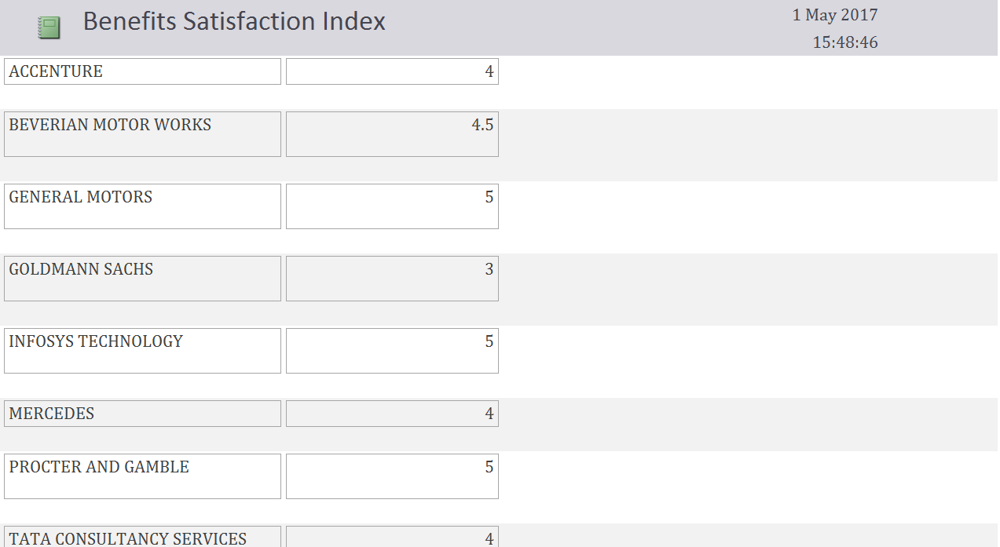 Benefits Satisfaction Index
1 May 2017
15:48:46
ACCENTURE 4
BEVERIAN MOTOR WORKS 4.5
GENERAL MOTORS 5
GOLDMANN SACHS 3
INFOSYS TECHNOLOGY 5
MERCEDES 4
PROCTER AND GAMBLE 5
TATA CONSULTANCY SERVICES 4